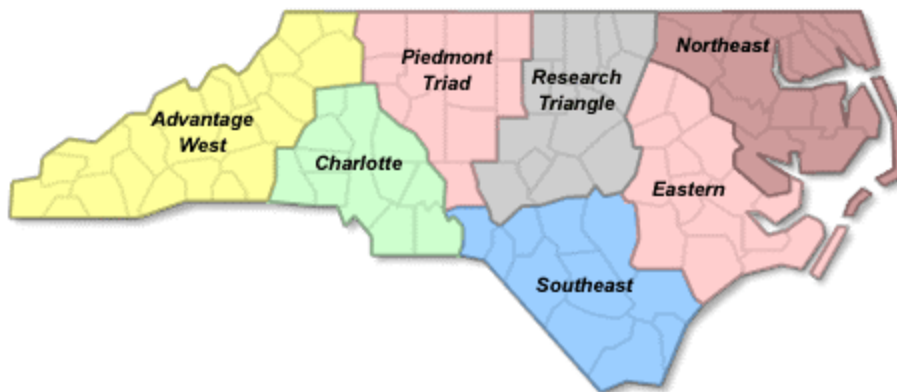 Northeast
Piedmont
Triad
Research
Triangle
Advantage
West
Charlotte
Eastern
Southeast